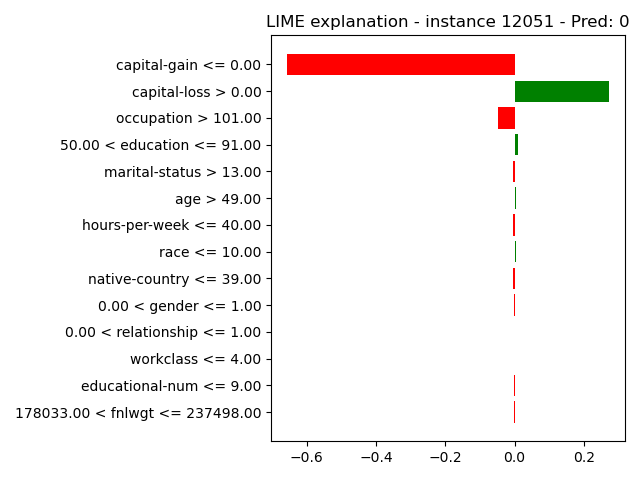 LIME explanation - instance 12051 - Pred: 0
capital-gain <= 0.00
capital-loss > 0.00
occupation > 101.00
50.00 < education <= 91.00
marital-status > 13.00
age > 49.00
hours-per-week <= 40.00
race <= 10.00
native-country <= 39.00
0.00 < gender <= 1.00
0.00 < relationship <= 1.00
workclass <= 4.00
educational-num <= 9.00
178033.00 < fnlwgt <= 237498.00
−0.6 −0.4 −0.2 0.0 0.2